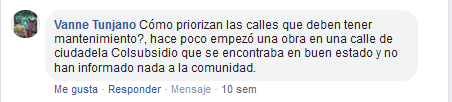 Vanne Tunjano Cómo priorizan las calles que deben tener
mantenimiento?, hace poco empezó una obra en una calle de
ciudadela Colsubsidio que se encontraba en buen estado y no
han informado nada a la comunidad.
Me gusta · Responder · Mensaje · 10 sem